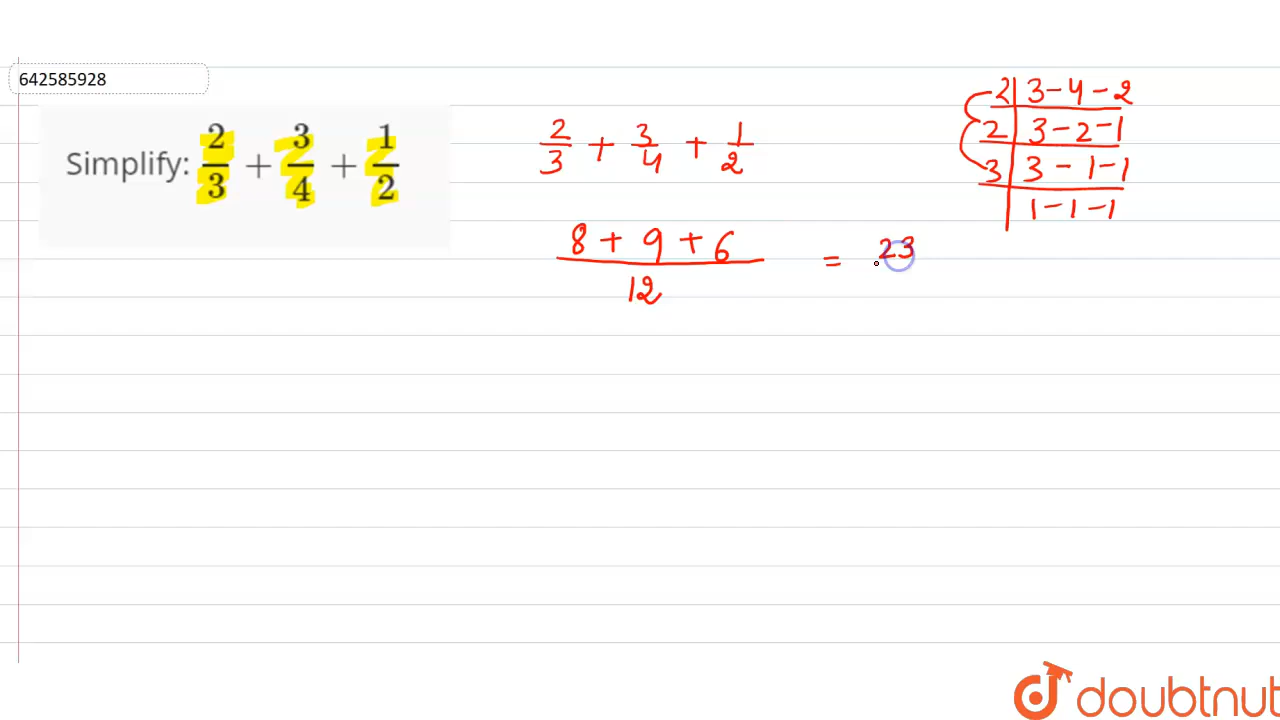 642585928
Simplify: 2/3 + 3/4 + 1/2
2/3 + 3/4 + 1/2
8 + 9 + 6 / 12 = 23
2 | 3 - 4 - 2
2 | 3 - 2 - 1
3 | 3 - 1 - 1
| 1 - 1 - 1
doubtnut